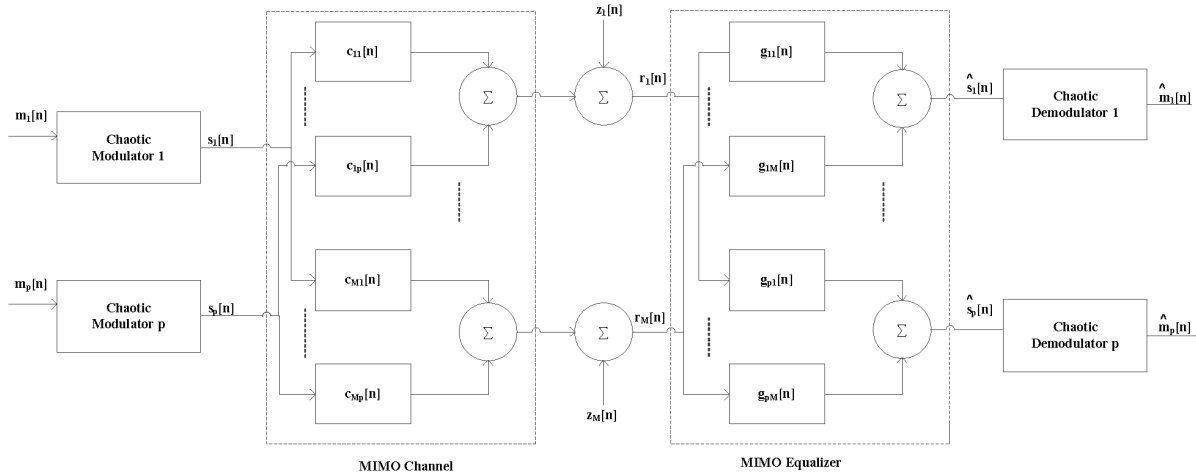 z1[n]
c11[n]
g11[n]
r1[n]
ŝ1[n]
m̂1[n]
Σ
Σ
Σ
m1[n]
Chaotic
Modulator 1
s1[n]
Chaotic
Demodulator 1
c1p[n]
g1M[n]
mp[n]
Chaotic
Modulator p
sp[n]
cM1[n]
gp1[n]
rM[n]
ŝp[n]
m̂p[n]
Σ
Σ
Σ
Chaotic
Demodulator p
cMp[n]
gpM[n]
zM[n]
MIMO Channel
MIMO Equalizer